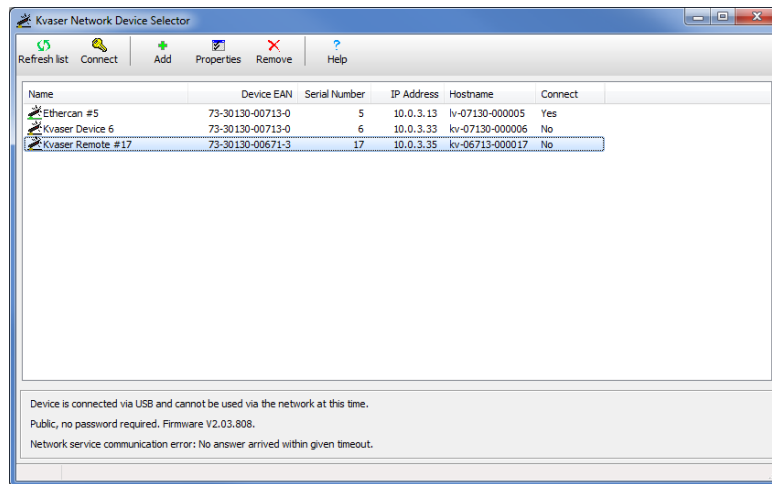 Kvaser Network Device Selector
Refresh list Connect Add Properties Remove Help
Name Device EAN Serial Number IP Address Hostname Connect
Ethercan #5 73-30130-00713-0 5 10.0.3.13 lv-07130-000005 Yes
Kvaser Device 6 73-30130-00713-0 6 10.0.3.33 kv-07130-000006 No
Kvaser Remote #17 73-30130-00671-3 17 10.0.3.35 kv-06713-000017 No
Device is connected via USB and cannot be used via the network at this time.
Public, no password required. Firmware V2.03.808.
Network service communication error: No answer arrived within given timeout.